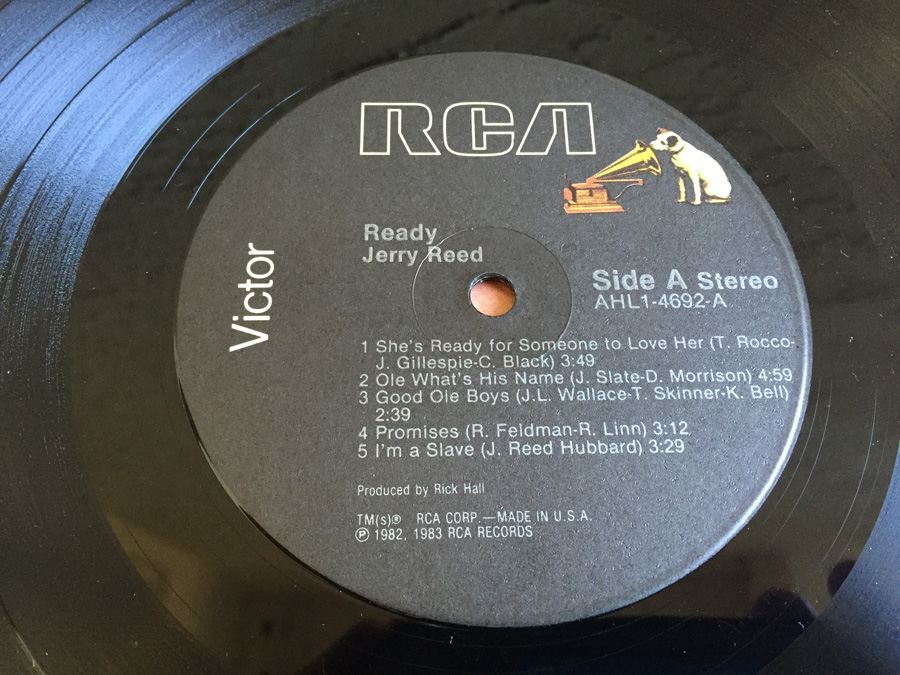 RCA
Victor
Ready
Jerry Reed
Side A Stereo
AHL1-4692-A
1 She's Ready for Someone to Love Her (T. Rocco-
J. Gillespie-C. Black) 3:49
2 Ole What's His Name (J. Slate-D. Morrison) 4:59
3 Good Ole Boys (J.L. Wallace-T. Skinner-K. Bell)
2:39
4 Promises (R. Feldman-R. Linn) 3:12
5 I'm a Slave (J. Reed Hubbard) 3:29
Produced by Rick Hall
TM(s)® RCA CORP.—MADE IN U.S.A.
℗ 1982, 1983 RCA RECORDS